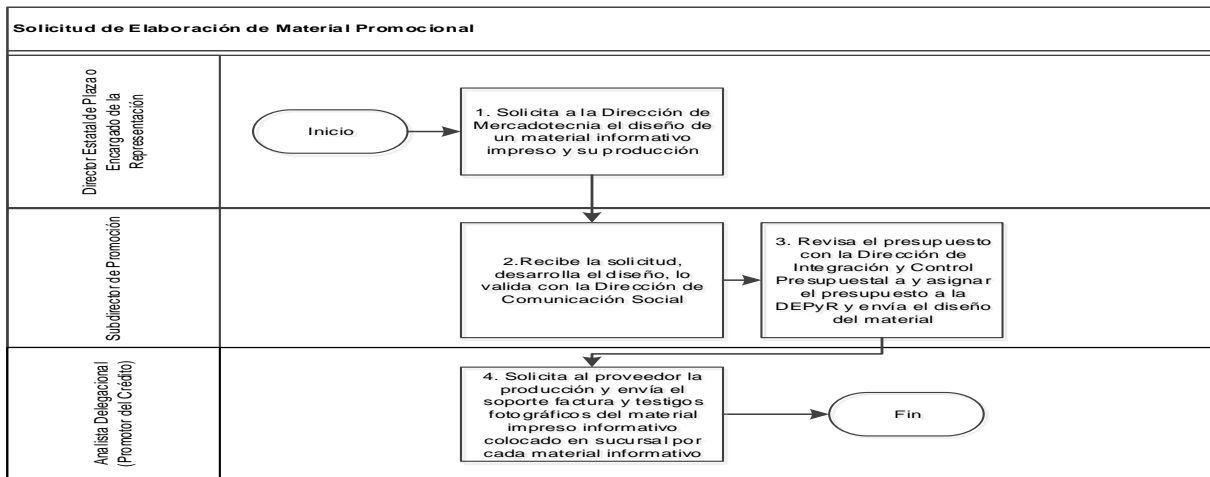 Solicitud de Elaboración de Material Promocional
Director Estatal de Plaza o
Encargado de la
Representación
Inicio
1. Solicita a la Dirección de
Mercadotecnia el diseño de
un material informativo
impreso y su producción
Subdirector de Promoción
2.Recibe la solicitud,
desarrolla el diseño, lo
valida con la Dirección de
Comunicación Social
3. Revisa el presupuesto
con la Dirección de
Integración y Control
Presupuestal a y asignar
el presupuesto a la
DEPyR y envía el diseño
del material
Analista Delegacional
(Promotor del Crédito)
4. Solicita al proveedor la
producción y envía el
soporte factura y testigos
fotográficos del material
impreso informativo
colocado en sucursal por
cada material informativo
Fin